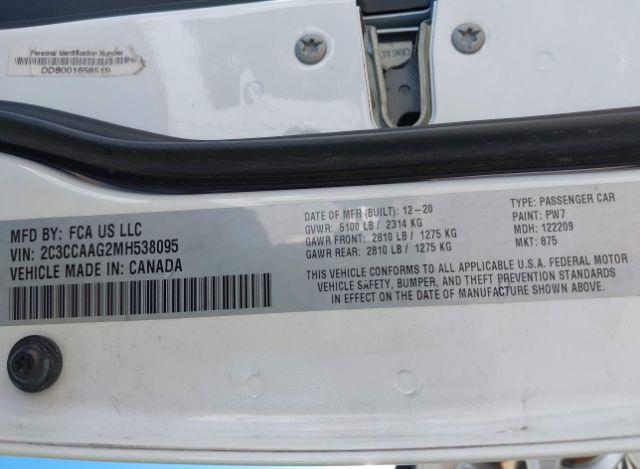 Personal Identification Number
DD8001658519
G138D
MFD BY: FCA US LLC
VIN: 2C3CCAAG2MH538095
VEHICLE MADE IN: CANADA
DATE OF MFR (BUILT): 12-20
GVWR: 5100 LB / 2314 KG
GAWR FRONT: 2810 LB / 1275 KG
GAWR REAR: 2810 LB / 1275 KG
TYPE: PASSENGER CAR
PAINT: PW7
MDH: 122209
MKT: 875
THIS VEHICLE CONFORMS TO ALL APPLICABLE U.S.A. FEDERAL MOTOR
VEHICLE SAFETY, BUMPER, AND THEFT PREVENTION STANDARDS
IN EFFECT ON THE DATE OF MANUFACTURE SHOWN ABOVE.